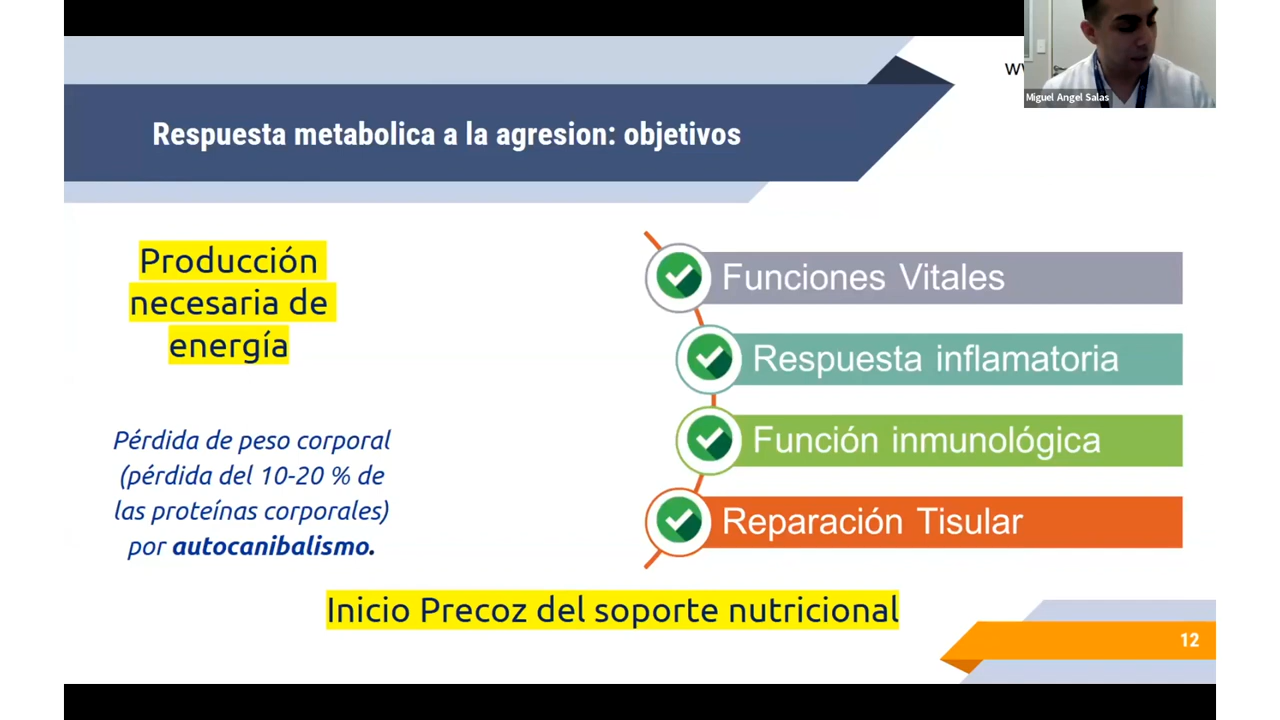 Respuesta metabolica a la agresion: objetivos
Miguel Angel Salas
Producción
necesaria de
energía
Pérdida de peso corporal
(pérdida del 10-20 % de
las proteínas corporales)
por autocanibalismo.
Funciones Vitales
Respuesta inflamatoria
Función inmunológica
Reparación Tisular
Inicio Precoz del soporte nutricional
12